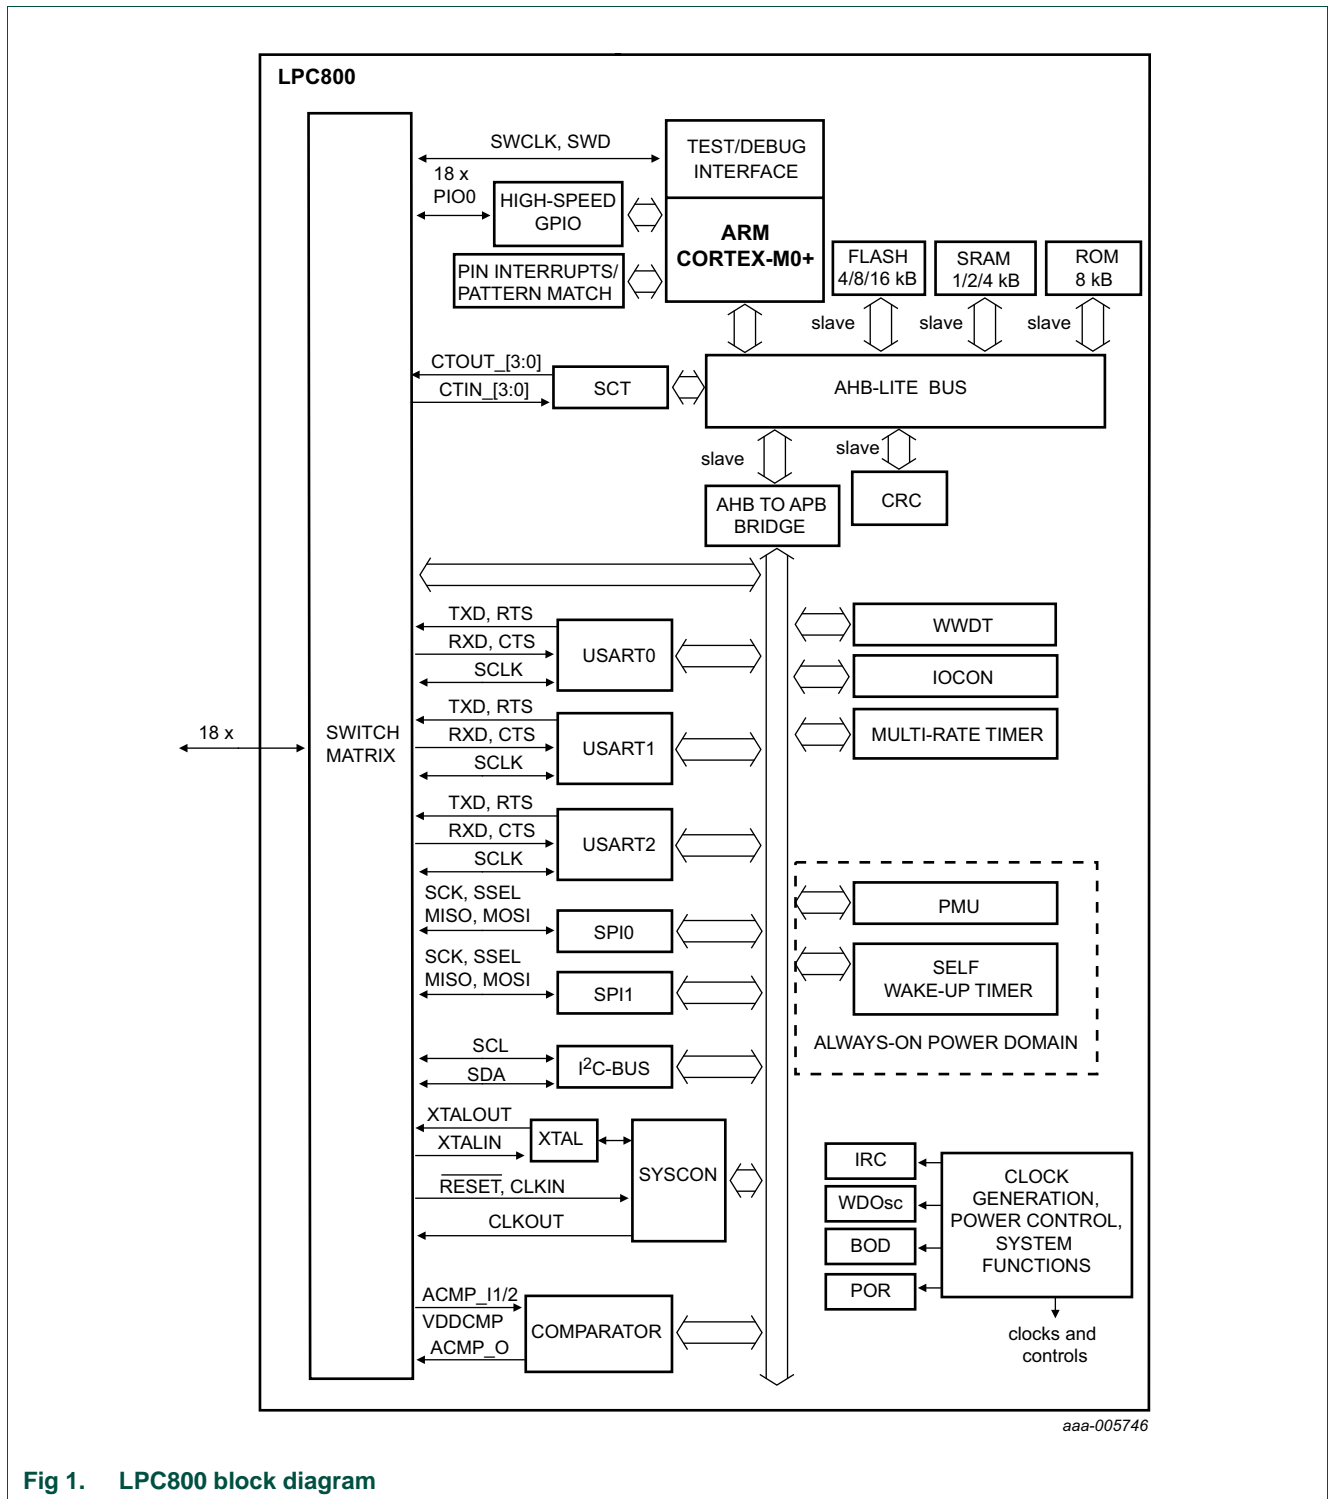 LPC800
SWCLK, SWD
TEST/DEBUG
INTERFACE
18 x
PIO0
HIGH-SPEED
GPIO
ARM
CORTEX-M0+
PIN INTERRUPTS/
PATTERN MATCH
FLASH
4/8/16 kB
SRAM
1/2/4 kB
ROM
8 kB
slave
slave
slave
CTOUT_[3:0]
CTIN_[3:0]
SCT
AHB-LITE BUS
slave
slave
AHB TO APB
BRIDGE
CRC
TXD, RTS
RXD, CTS
SCLK
USART0
WWDT
IOCON
18 x
SWITCH
MATRIX
TXD, RTS
RXD, CTS
SCLK
USART1
MULTI-RATE TIMER
TXD, RTS
RXD, CTS
SCLK
USART2
SCK, SSEL
MISO, MOSI
SPI0
PMU
SCK, SSEL
MISO, MOSI
SPI1
SELF
WAKE-UP TIMER
ALWAYS-ON POWER DOMAIN
SCL
SDA
I2C-BUS
XTALOUT
XTALIN
XTAL
RESET, CLKIN
CLKOUT
SYSCON
IRC
WDOsc
BOD
POR
CLOCK
GENERATION,
POWER CONTROL,
SYSTEM
FUNCTIONS
clocks and
controls
ACMP_I1/2
VDDCMP
ACMP_O
COMPARATOR
aaa-005746
Fig 1. LPC800 block diagram